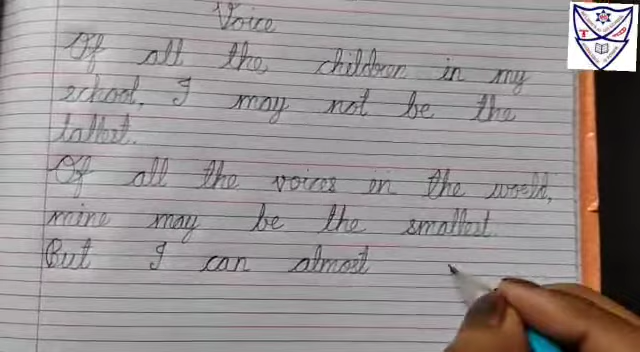 Voice
Of all the children in my
school, I may not be the
tallest.
Of all the voices in the world,
mine may be the smallest.
But I can almost